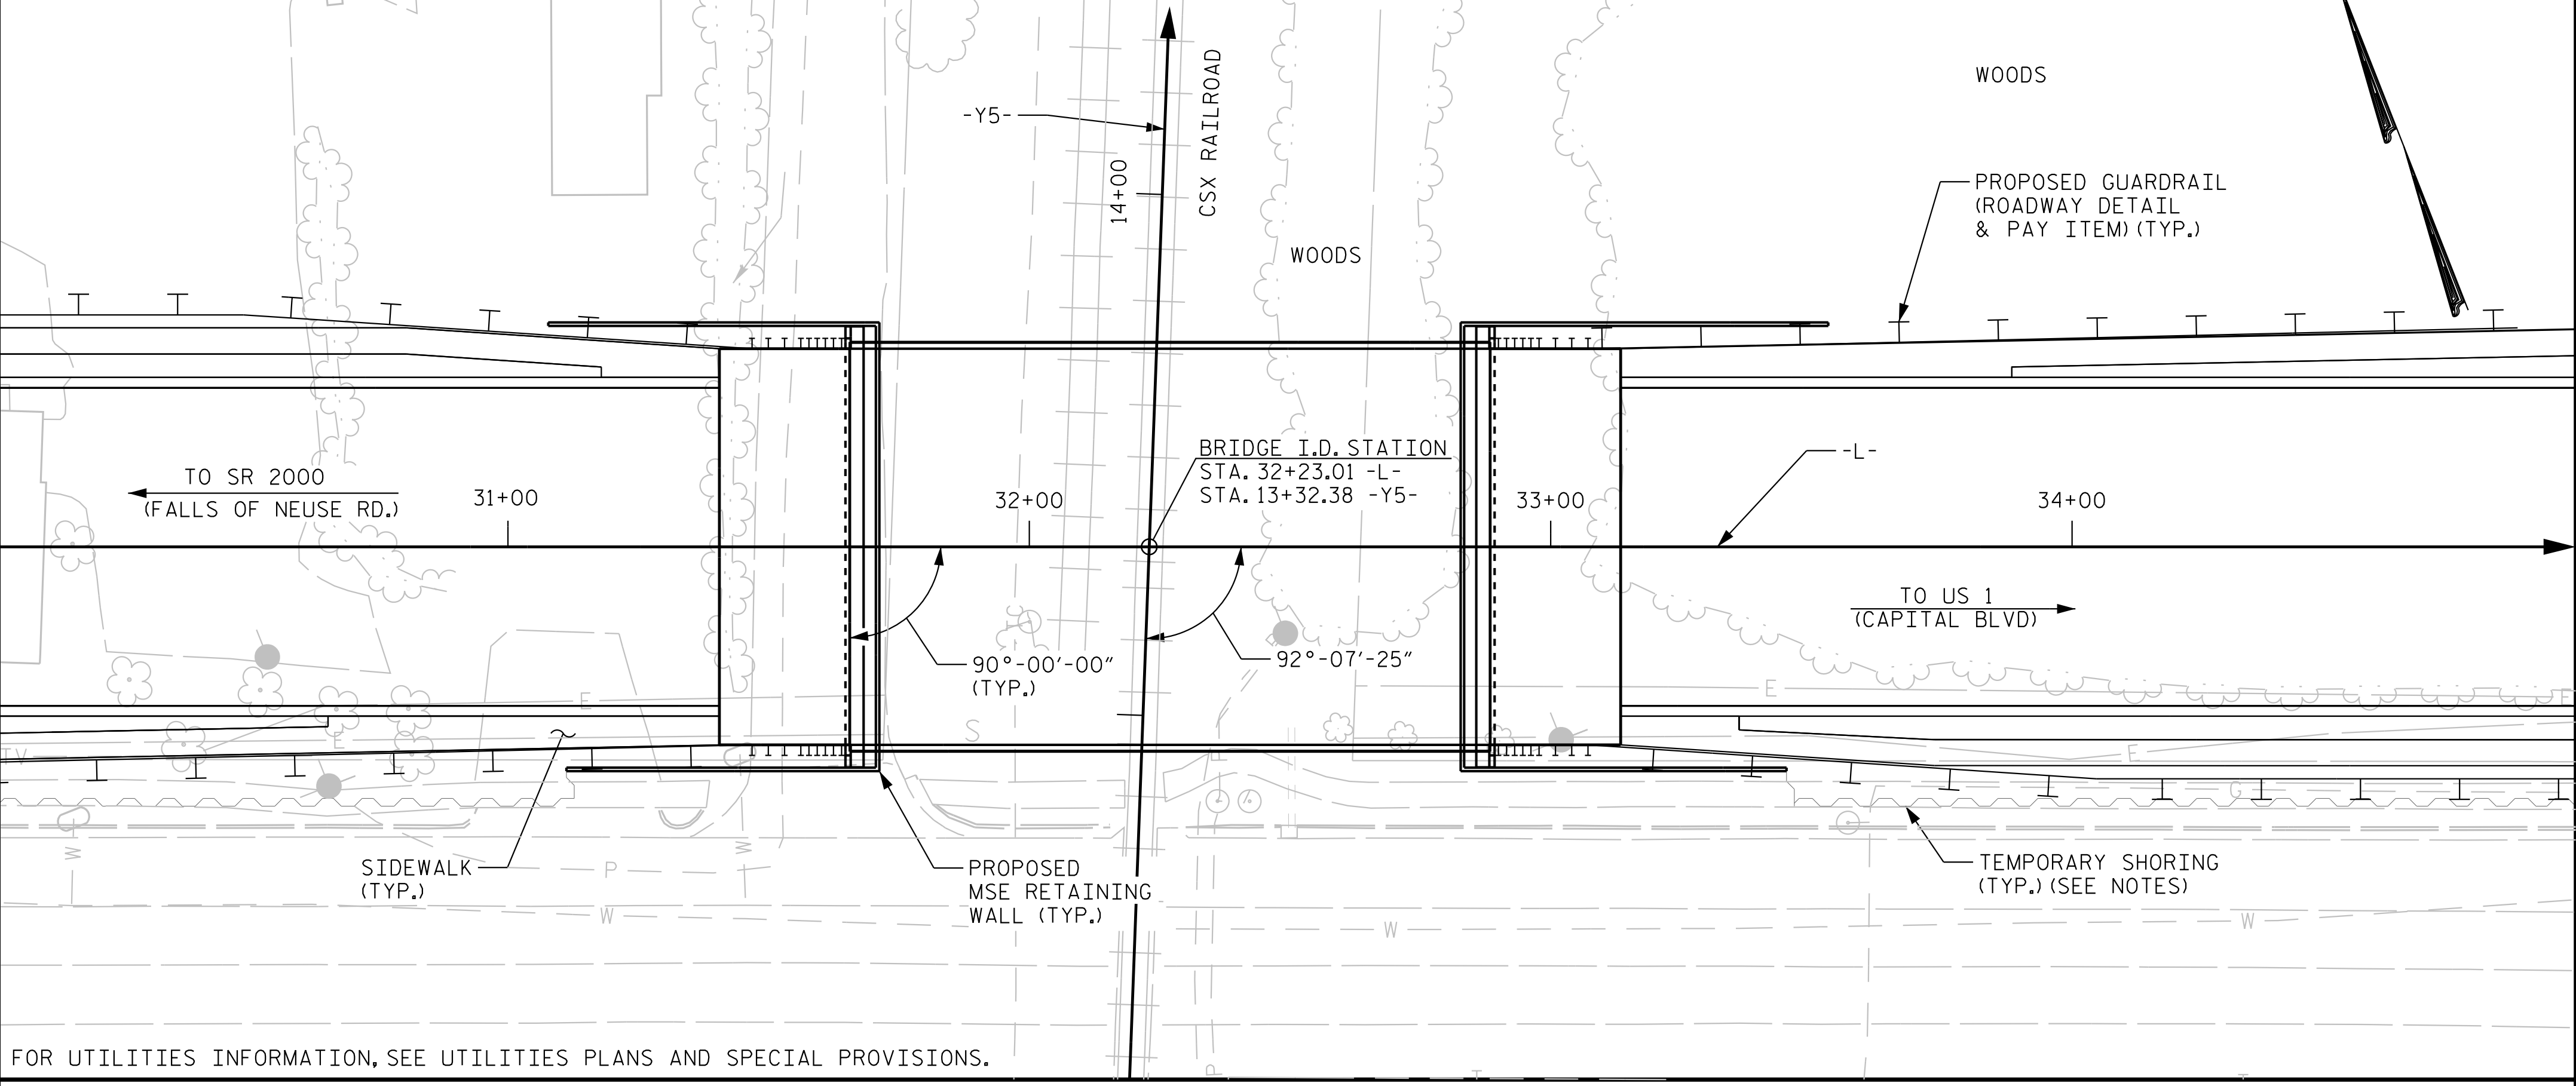 WOODS
-Y5-
CSX RAILROAD
14+00
PROPOSED GUARDRAIL
(ROADWAY DETAIL
& PAY ITEM)(TYP.)
WOODS
BRIDGE I.D. STATION
STA. 32+23.01 -L-
STA. 13+32.38 -Y5-
-L-
TO SR 2000
(FALLS OF NEUSE RD.)
31+00
32+00
33+00
34+00
TO US 1
(CAPITAL BLVD)
90°-00'-00"
(TYP.)
92°-07'-25"
E
E
S
E
E
TV
G
SIDEWALK
(TYP.)
W
W
P
PROPOSED
MSE RETAINING
WALL (TYP.)
TEMPORARY SHORING
(TYP.)(SEE NOTES)
W
W
W
FOR UTILITIES INFORMATION, SEE UTILITIES PLANS AND SPECIAL PROVISIONS.
P
T